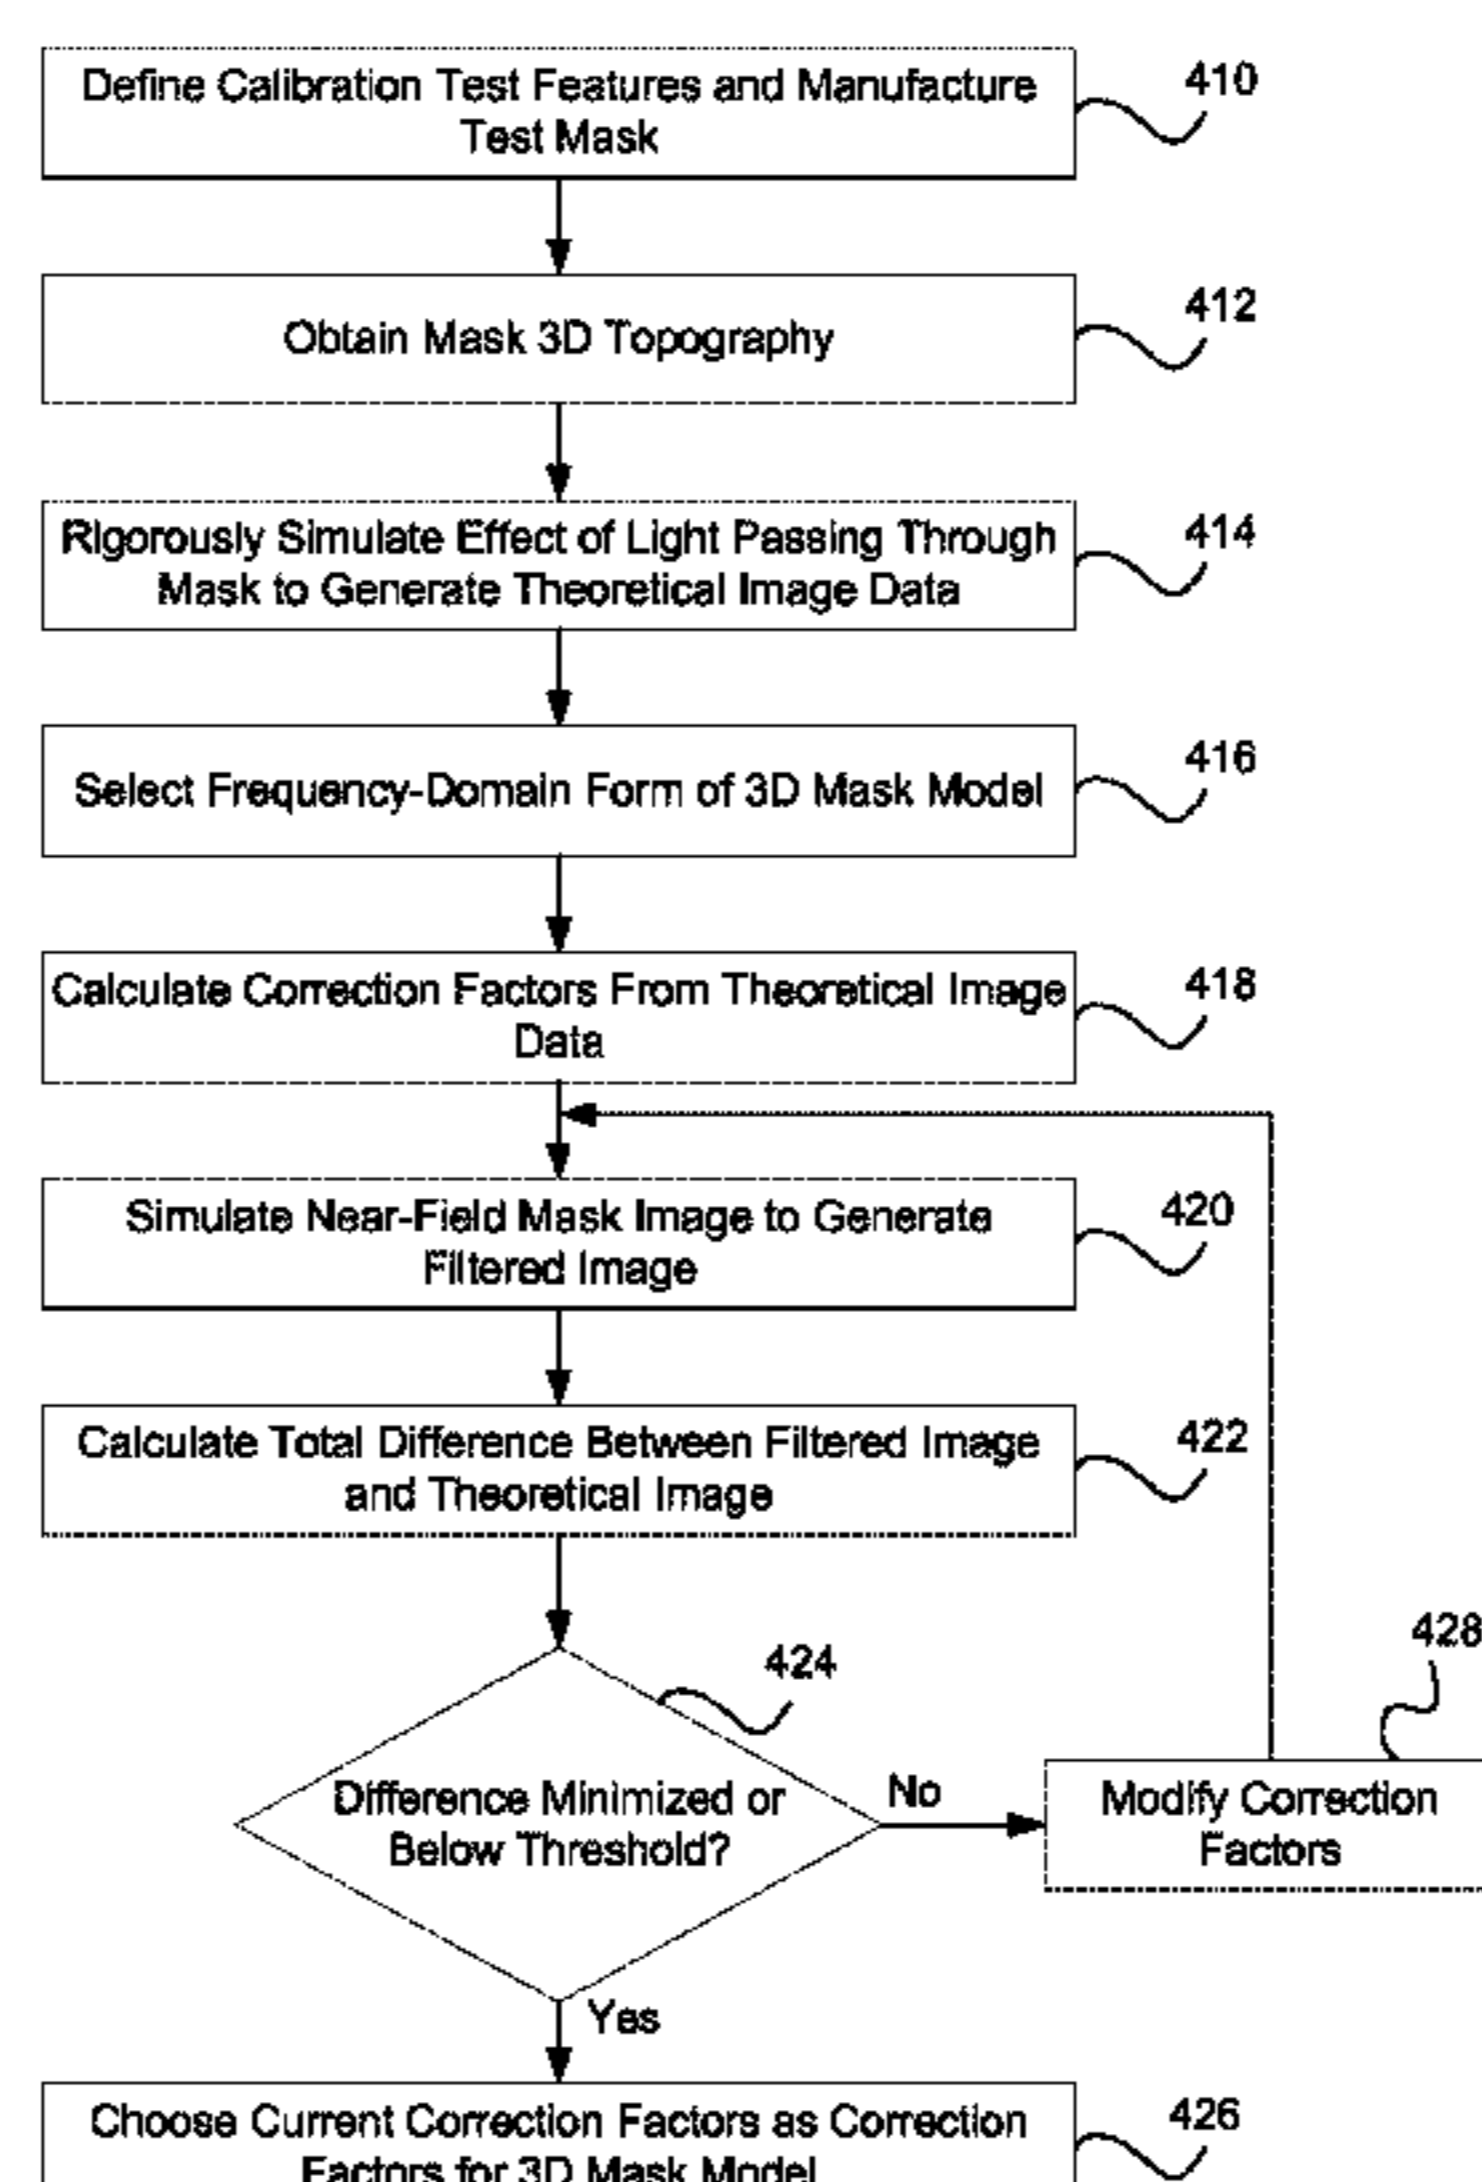 Define Calibration Test Features and Manufacture
Test Mask
410
Obtain Mask 3D Topography
412
Rigorously Simulate Effect of Light Passing Through
Mask to Generate Theoretical Image Data
414
Select Frequency-Domain Form of 3D Mask Model
416
Calculate Correction Factors From Theoretical Image
Data
418
Simulate Near-Field Mask Image to Generate
Filtered Image
420
Calculate Total Difference Between Filtered Image
and Theoretical Image
422
424
Difference Minimized or
Below Threshold?
No
428
Modify Correction
Factors
Yes
Choose Current Correction Factors as Correction
Factors for 3D Mask Model
426